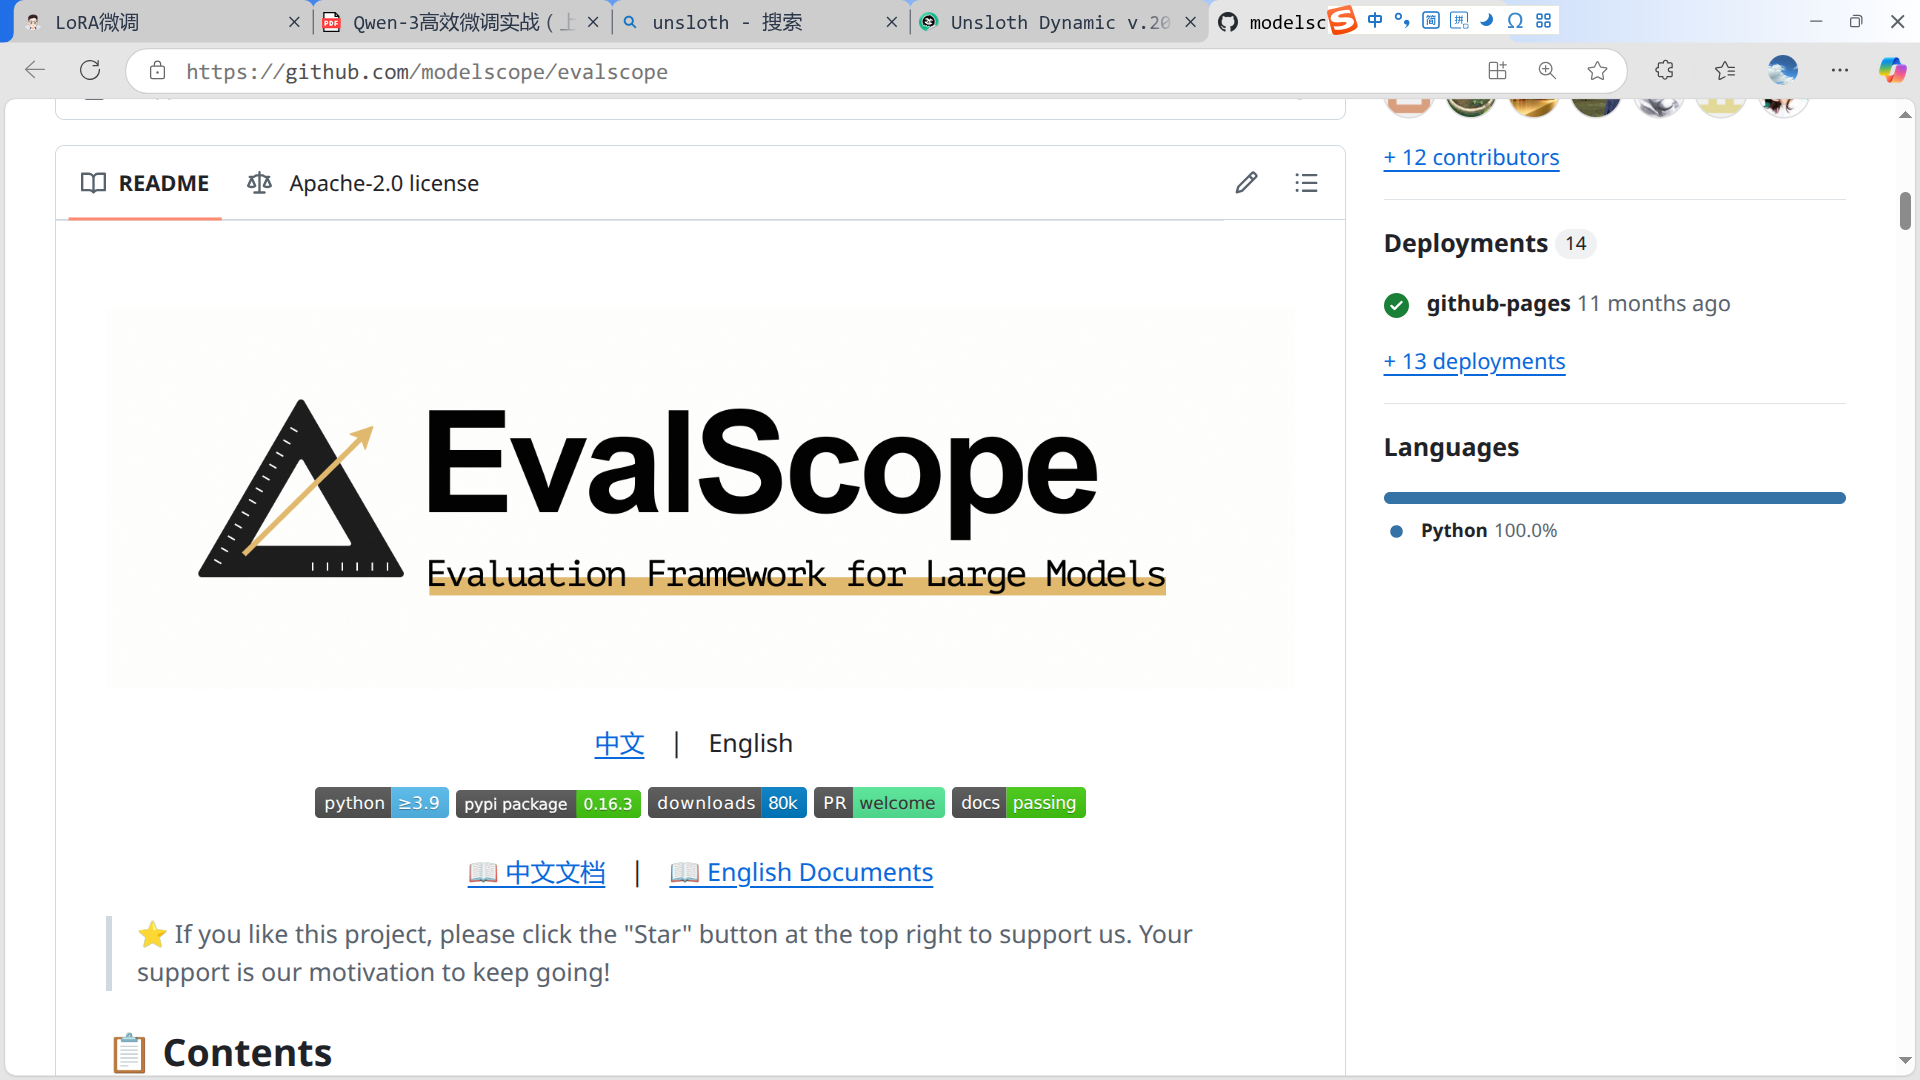 LoRA微调
Qwen-3高效微调实战 ( 上
unsloth - 搜索
Unsloth Dynamic v.20
modelsc
中
简
拼
https://github.com/modelscope/evalscope
README
Apache-2.0 license
EvalScope
Evaluation Framework for Large Models
中文 | English
python ≥3.9 pypi package 0.16.3 downloads 80k PR welcome docs passing
📖 中文文档 | 📖 English Documents
⭐ If you like this project, please click the "Star" button at the top right to support us. Your
support is our motivation to keep going!
📋 Contents
+ 12 contributors
Deployments 14
github-pages 11 months ago
+ 13 deployments
Languages
Python 100.0%